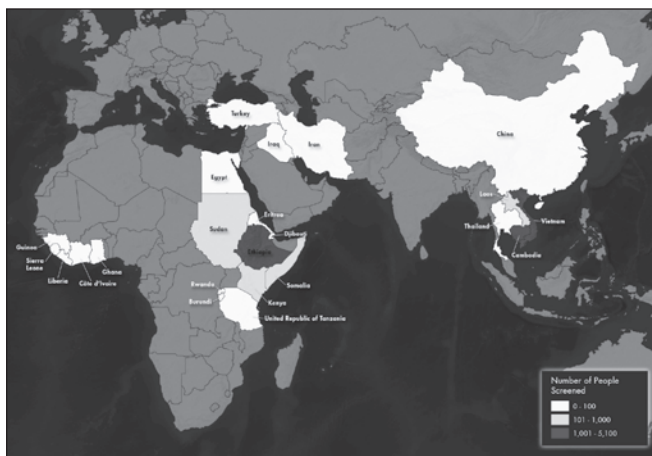 Turkey
China
Iraq
Iran
Egypt
Laos
Eritrea
Sudan
Djibouti
Vietnam
Thailand
Ethiopia
Guinea
Cambodia
Sierra
Leone
Ghana
Liberia
Côte d'Ivoire
Rwanda
Somalia
Burundi
Kenya
United Republic of Tanzania
Number of People
Screened
0 - 100
101 - 1,000
1,001 - 5,100